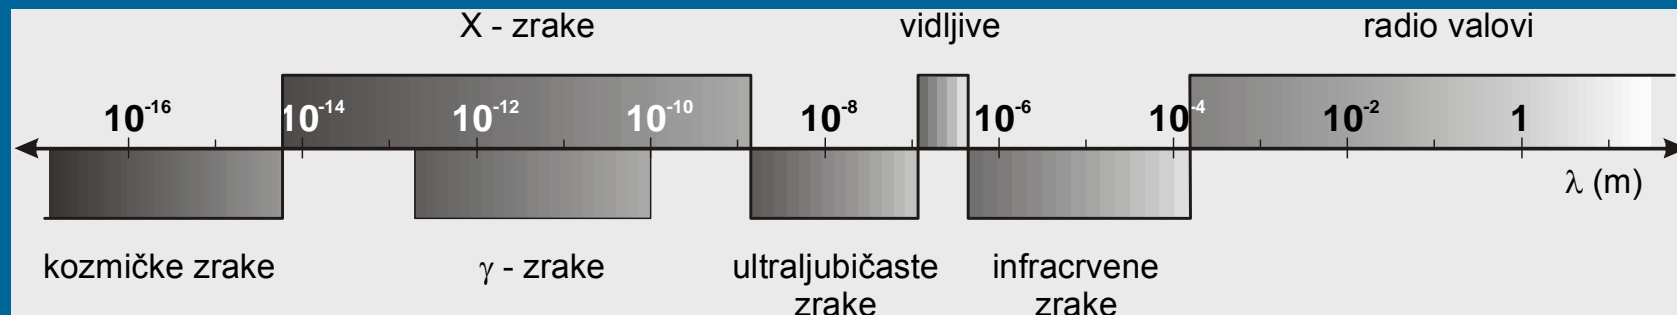 X - zrake vidljive radio valovi
10⁻¹⁶ 10⁻¹⁴ 10⁻¹² 10⁻¹⁰ 10⁻⁸ 10⁻⁶ 10⁻⁴ 10⁻² 1
λ (m)
kozmičke zrake γ - zrake ultraljubičaste infracrvene
zrake zrake